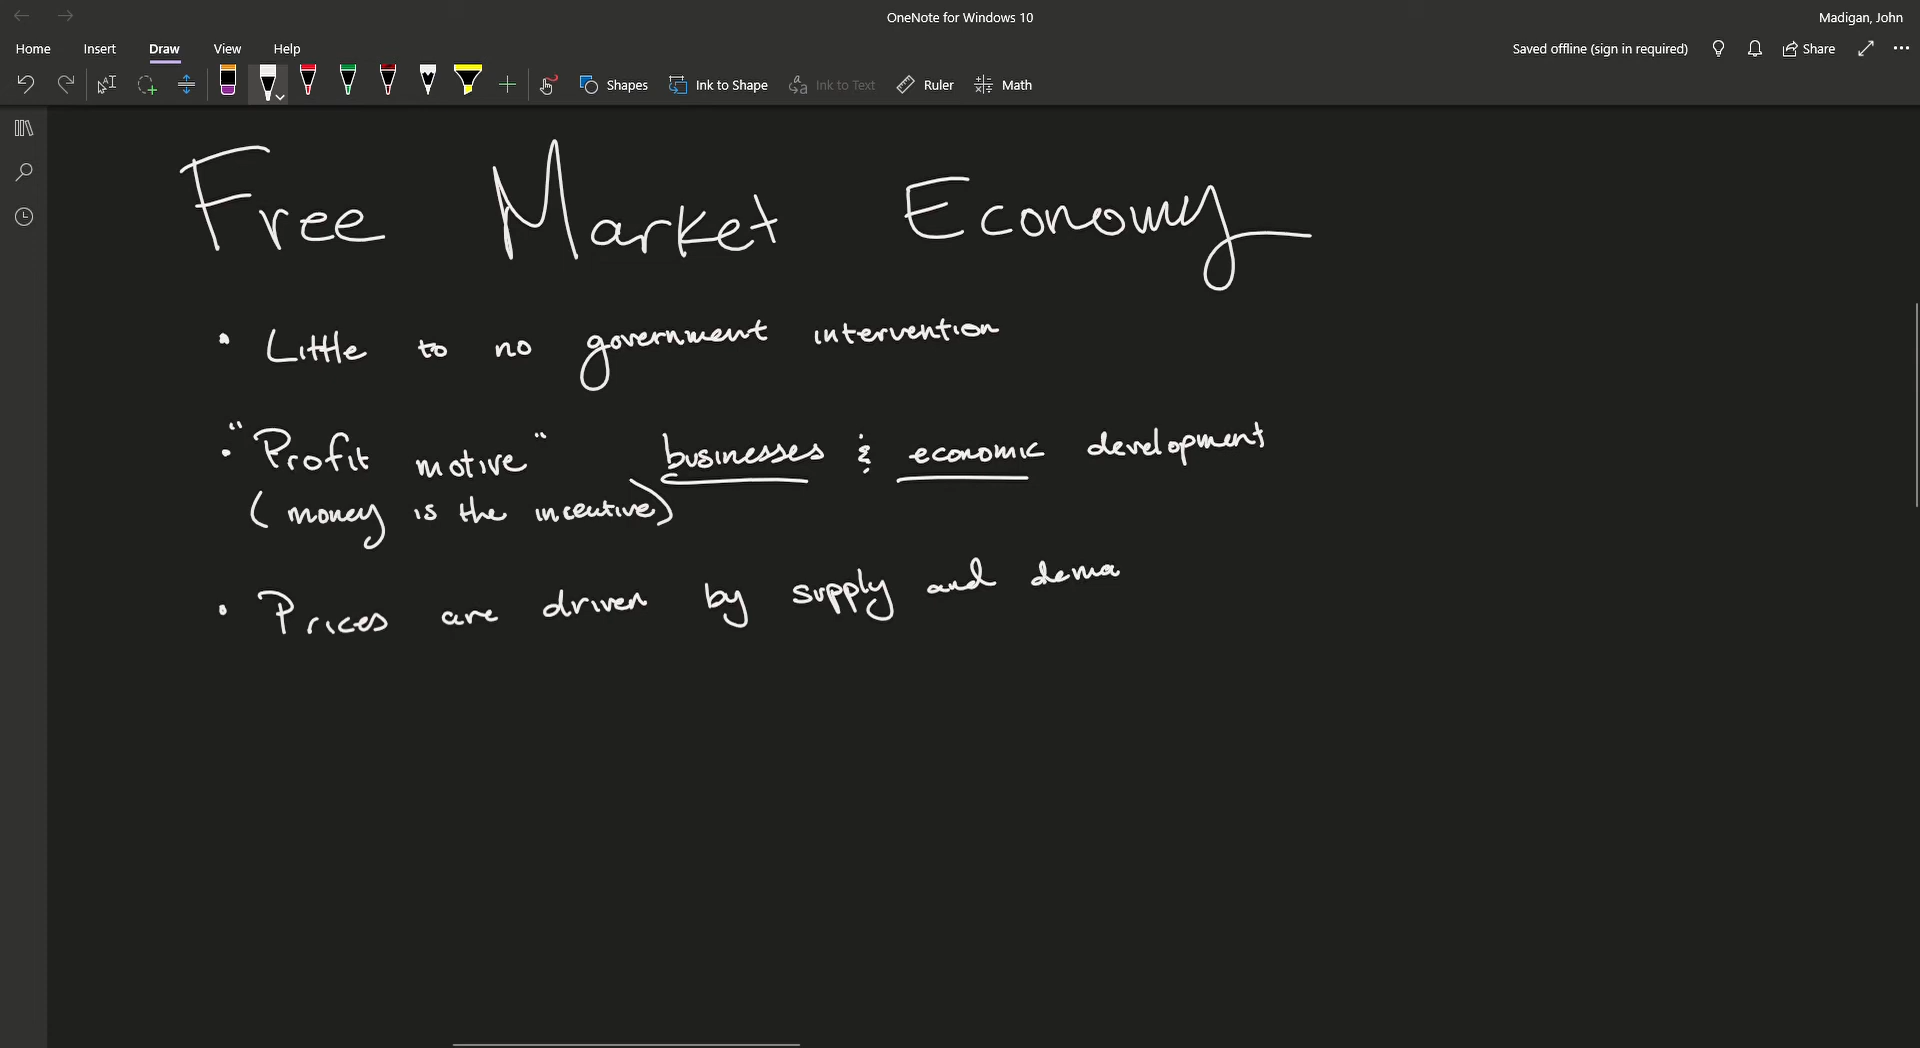 OneNote for Windows 10
Madigan, John
Home Insert Draw View Help
Saved offline (sign in required) Share
Shapes Ink to Shape Ink to Text Ruler Math
Free Market Economy
• Little to no government intervention
• "Profit motive" businesses & economic development
(money is the incentive)
• Prices are driven by supply and dema